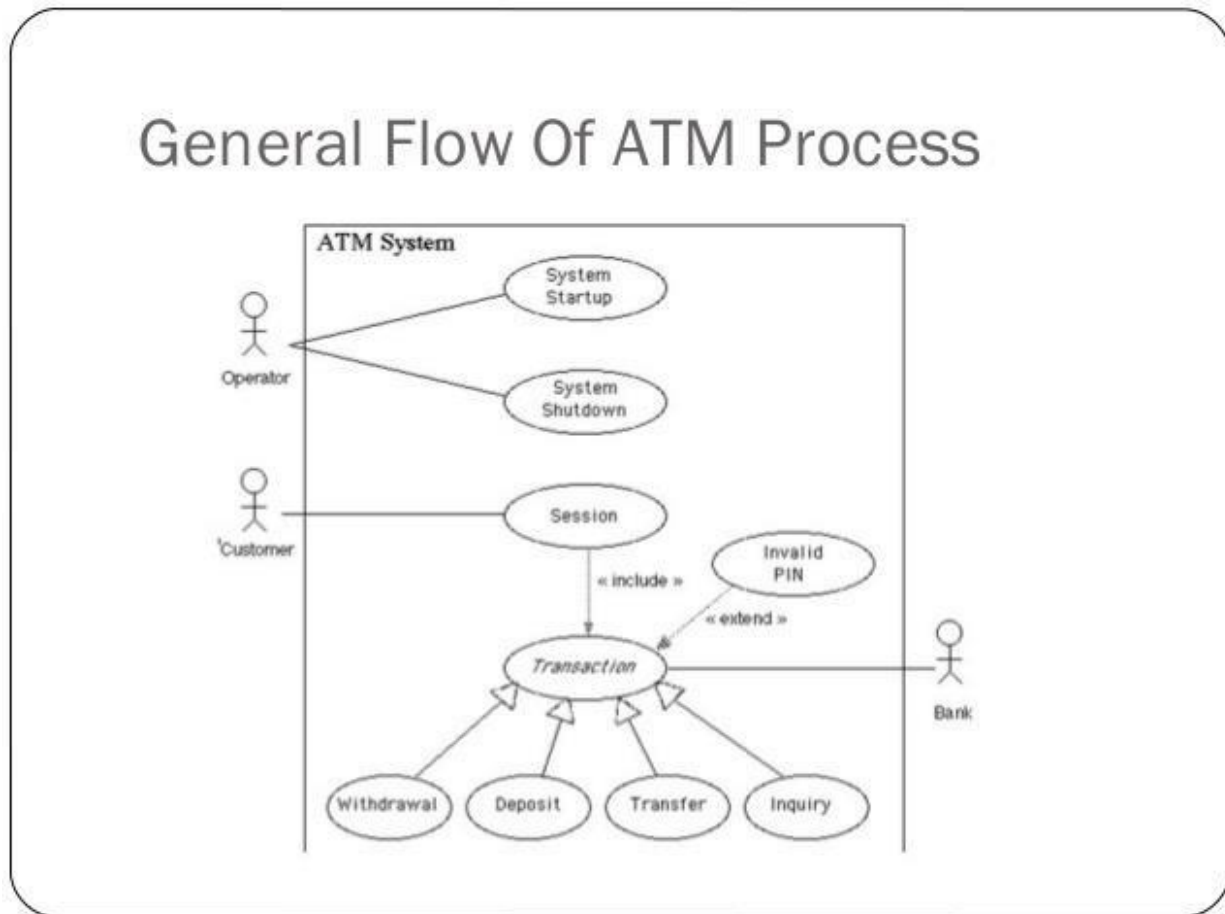 General Flow Of ATM Process
ATM System
System
Startup
Operator
System
Shutdown
Session
Customer
Invalid
PIN
« include »
« extend »
Transaction
Bank
Withdrawal
Deposit
Transfer
Inquiry